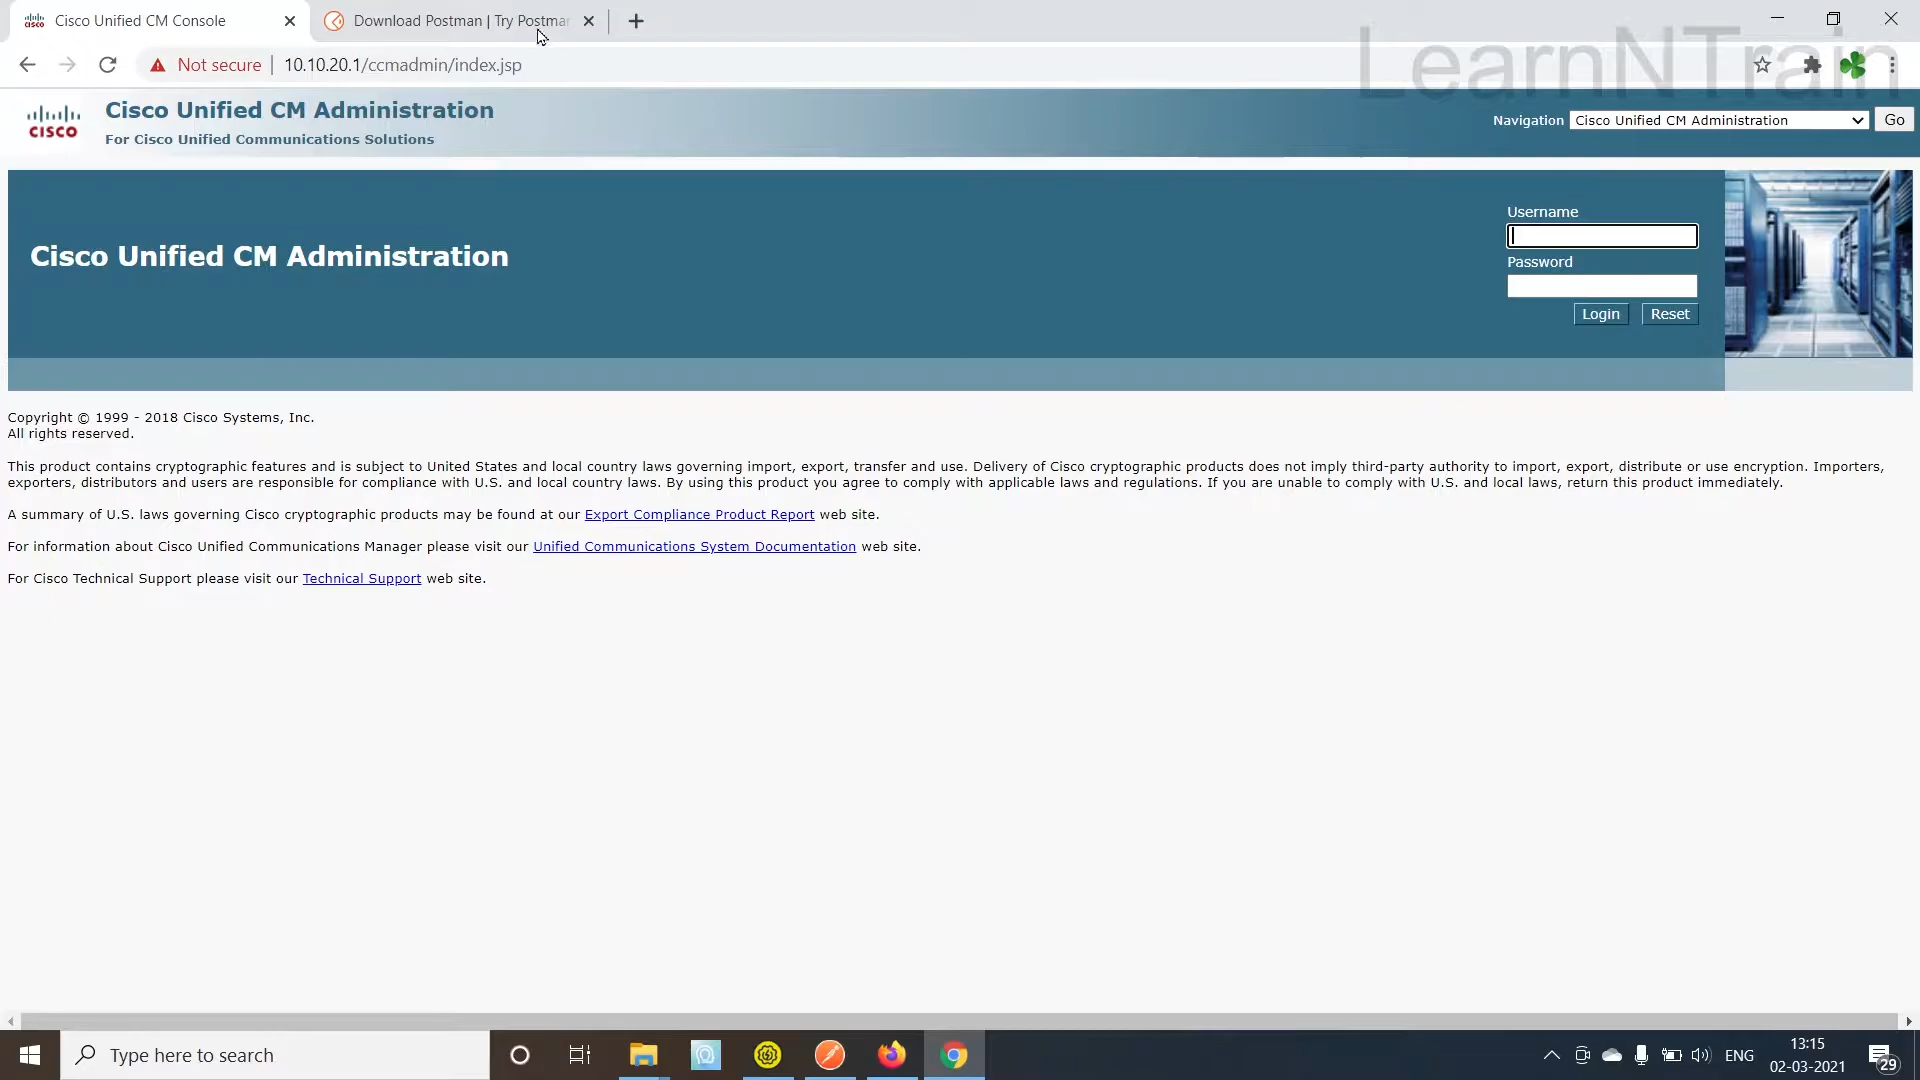 Cisco Unified CM Console
Download Postman | Try Postman
LearnNTrain
Not secure | 10.10.20.1/ccmadmin/index.jsp
CISCO
Cisco Unified CM Administration
For Cisco Unified Communications Solutions
Navigation Cisco Unified CM Administration Go
Cisco Unified CM Administration
Username
Password
Login Reset
Copyright © 1999 - 2018 Cisco Systems, Inc.
All rights reserved.
This product contains cryptographic features and is subject to United States and local country laws governing import, export, transfer and use. Delivery of Cisco cryptographic products does not imply third-party authority to import, export, distribute or use encryption. Importers,
exporters, distributors and users are responsible for compliance with U.S. and local country laws. By using this product you agree to comply with applicable laws and regulations. If you are unable to comply with U.S. and local laws, return this product immediately.
A summary of U.S. laws governing Cisco cryptographic products may be found at our Export Compliance Product Report web site.
For information about Cisco Unified Communications Manager please visit our Unified Communications System Documentation web site.
For Cisco Technical Support please visit our Technical Support web site.
Type here to search
ENG
13:15
02-03-2021
29